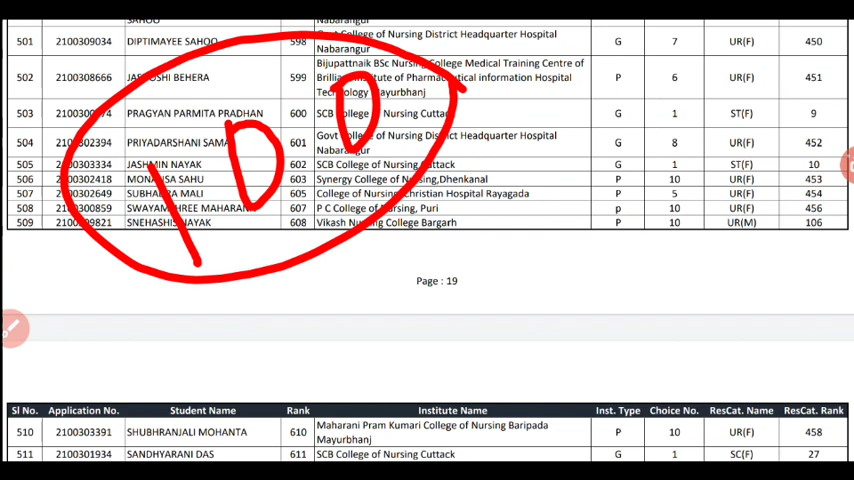 SAHOO Nabarangur
501 2100309034 DIPTIMAYEE SAHOO 598 Govt College of Nursing District Headquarter Hospital
Nabarangur G 7 UR(F) 450
Bijupattnaik BSc Nursing College Medical Training Centre of
502 2100308666 BEHERA 599 Brilliant Institute of Pharmaceutical information Hospital P 6 UR(F) 451
Technology Mayurbhanj
503 PRAGYAN PARMITA PRADHAN 600 SCB College of Nursing Cuttack G 1 ST(F) 9
504 2100302394 PRIYADARSHINI 601 Govt College of Nursing District Headquarter Hospital
Nabarangur G 8 UR(F) 452
505 2100303334 JASHMIN NAYAK 602 SCB College of Nursing Cuttack G 1 ST(F) 10
506 2100302418 MONALISA SAHU 603 Synergy College of Nursing,Dhenkanal P 10 UR(F) 453
507 2100302649 SUBHADRA MALI 605 College of Nursing,Christian Hospital Rayagada P 5 UR(F) 454
508 2100300859 SWAYAMSHREE MAHARANA 607 P C College of Nursing, Puri p 10 UR(F) 456
509 2100309821 SNEHASHIS NAYAK 608 Vikash Nursing College Bargarh P 10 UR(M) 106
Page : 19
Sl No. Application No. Student Name Rank Institute Name Inst. Type Choice No. ResCat. Name ResCat. Rank
510 2100303391 SHUBHRANJALI MOHANTA 610 Maharani Pram Kumari College of Nursing Baripada
Mayurbhanj P 10 UR(F) 458
511 2100301934 SANDHYARANI DAS 611 SCB College of Nursing Cuttack G 1 SC(F) 27